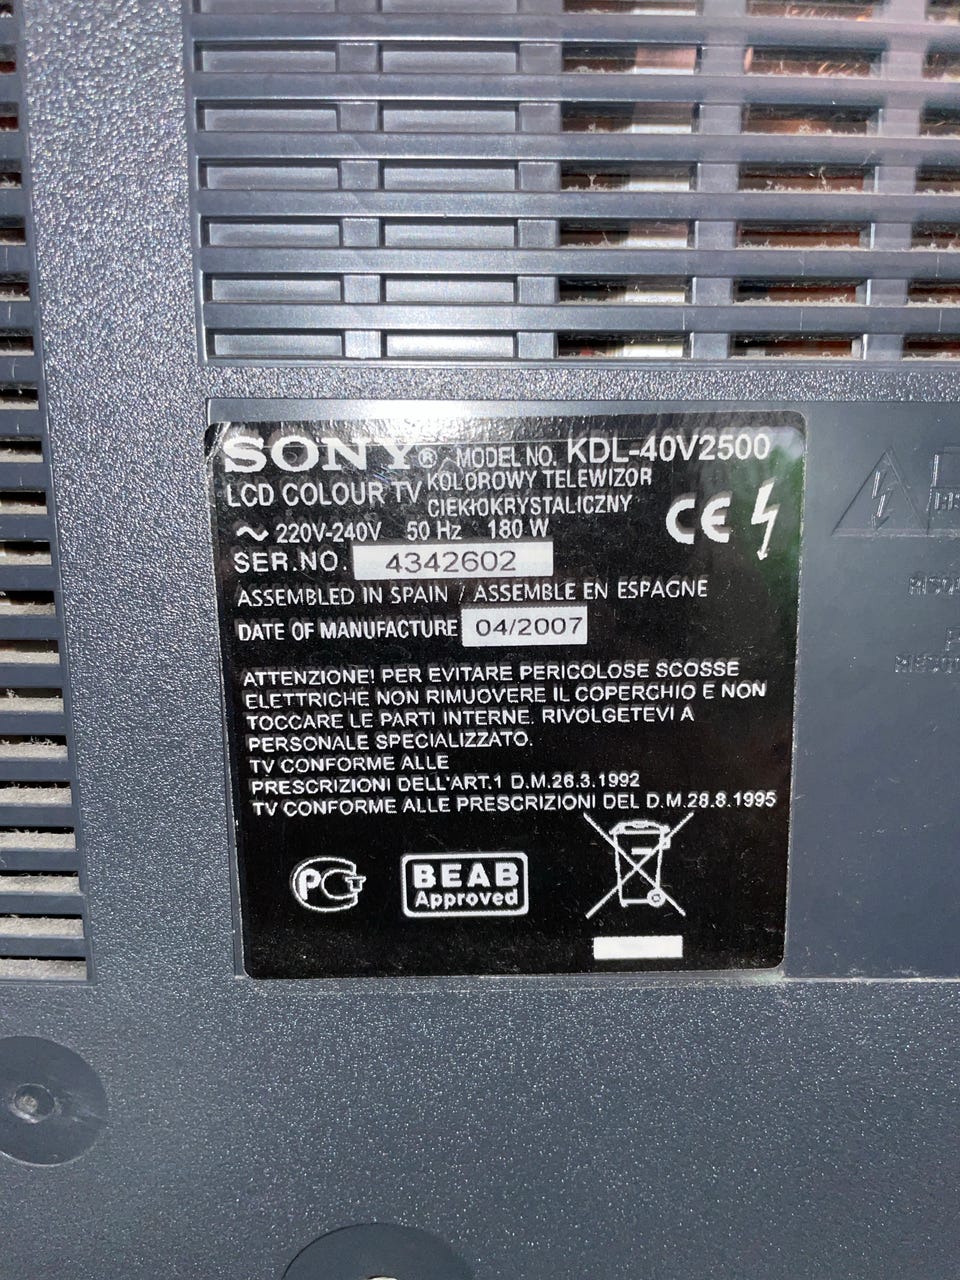 SONY® MODEL NO. KDL-40V2500
LCD COLOUR TV KOLOROWY TELEWIZOR
CIEKŁOKRYSTALICZNY
~ 220V-240V 50 Hz 180 W
CE
SER.NO. 4342602
ASSEMBLED IN SPAIN / ASSEMBLE EN ESPAGNE
DATE OF MANUFACTURE 04/2007
ATTENZIONE! PER EVITARE PERICOLOSE SCOSSE
ELETTRICHE NON RIMUOVERE IL COPERCHIO E NON
TOCCARE LE PARTI INTERNE. RIVOLGETEVI A
PERSONALE SPECIALIZZATO.
TV CONFORME ALLE
PRESCRIZIONI DELL'ART.1 D.M.26.3.1992
TV CONFORME ALLE PRESCRIZIONI DEL D.M.28.8.1995
BEAB
Approved